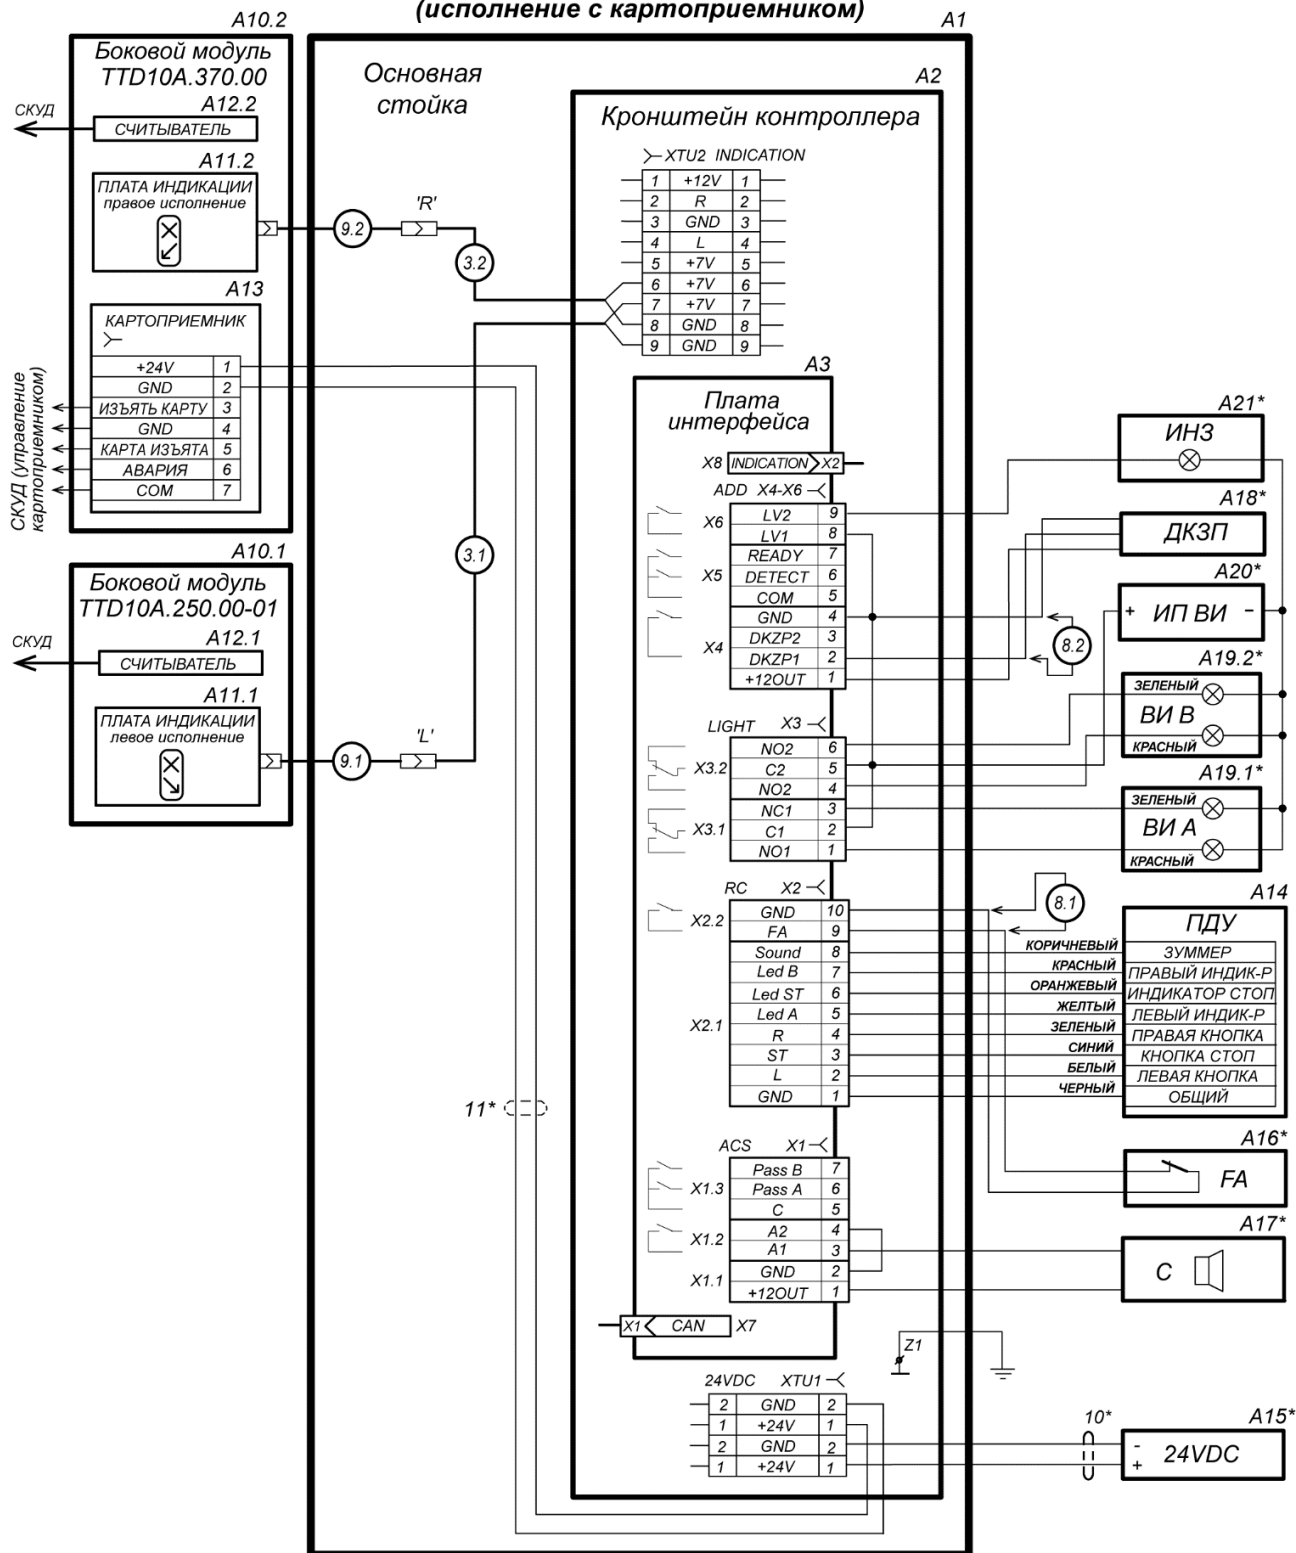 (исполнение с картоприемником)
A10.2
Боковой модуль
TTD10A.370.00
СКУД
A12.2
СЧИТЫВАТЕЛЬ
A11.2
ПЛАТА ИНДИКАЦИИ
правое исполнение
A13
КАРТОПРИЕМНИК
+24V 1
GND 2
ИЗЪЯТЬ КАРТУ 3
GND 4
КАРТА ИЗЪЯТА 5
АВАРИЯ 6
COM 7
СКУД (управление
картоприемником)
A10.1
Боковой модуль
TTD10A.250.00-01
СКУД
A12.1
СЧИТЫВАТЕЛЬ
A11.1
ПЛАТА ИНДИКАЦИИ
левое исполнение
A1
Основная
стойка
9.2
'R'
3.2
3.1
9.1
'L'
11*
A2
Кронштейн контроллера
XTU2 INDICATION
1 +12V 1
2 R 2
3 GND 3
4 L 4
5 +7V 5
6 +7V 6
7 +7V 7
8 GND 8
9 GND 9
A3
Плата
интерфейса
X8 INDICATION X2
ADD X4-X6
X6
LV2 9
LV1 8
X5
READY 7
DETECT 6
COM 5
X4
GND 4
DKZP2 3
DKZP1 2
+12OUT 1
LIGHT X3
X3.2
NO2 6
C2 5
NO2 4
X3.1
NC1 3
C1 2
NO1 1
RC X2
X2.2
GND 10
FA 9
X2.1
Sound 8
Led B 7
Led ST 6
Led A 5
R 4
ST 3
L 2
GND 1
ACS X1
X1.3
Pass B 7
Pass A 6
C 5
X1.2
A2 4
A1 3
X1.1
GND 2
+12OUT 1
X1 CAN X7
Z1
24VDC XTU1
2 GND 2
1 +24V 1
2 GND 2
1 +24V 1
A21*
ИНЗ
A18*
ДКЗП
A20*
+ ИП ВИ -
8.2
A19.2*
ЗЕЛЕНЫЙ
ВИ В
КРАСНЫЙ
A19.1*
ЗЕЛЕНЫЙ
ВИ А
КРАСНЫЙ
8.1
A14
ПДУ
КОРИЧНЕВЫЙ ЗУММЕР
КРАСНЫЙ ПРАВЫЙ ИНДИК-Р
ОРАНЖЕВЫЙ ИНДИКАТОР СТОП
ЖЕЛТЫЙ ЛЕВЫЙ ИНДИК-Р
ЗЕЛЕНЫЙ ПРАВАЯ КНОПКА
СИНИЙ КНОПКА СТОП
БЕЛЫЙ ЛЕВАЯ КНОПКА
ЧЕРНЫЙ ОБЩИЙ
A16*
FA
A17*
C
10*
A15*
- 
+ 24VDC